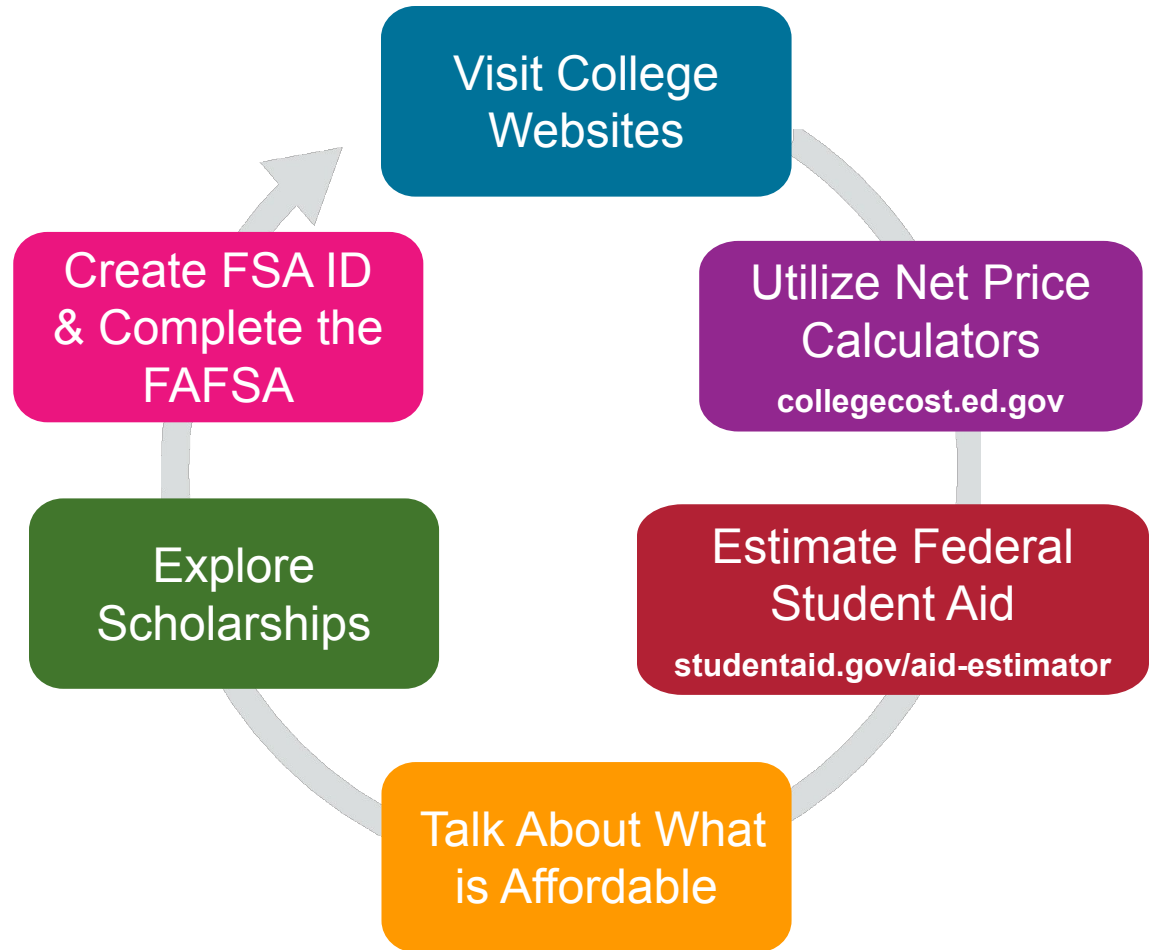 Visit College
Websites
Utilize Net Price
Calculators
collegecost.ed.gov
Estimate Federal
Student Aid
studentaid.gov/aid-estimator
Talk About What
is Affordable
Explore
Scholarships
Create FSA ID
& Complete the
FAFSA